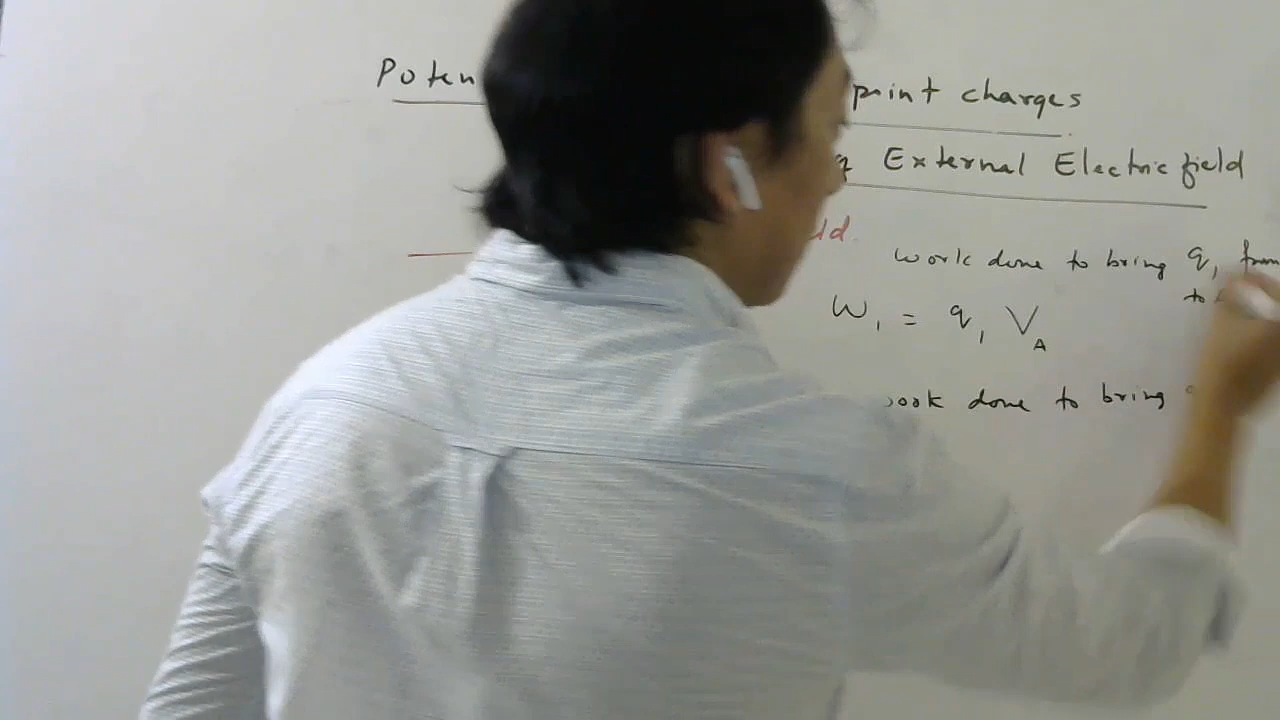 Poten point charges
External Electric field
ld.
work done to bring q₁ from
to
W₁ = q₁ V_A
ook done to bring